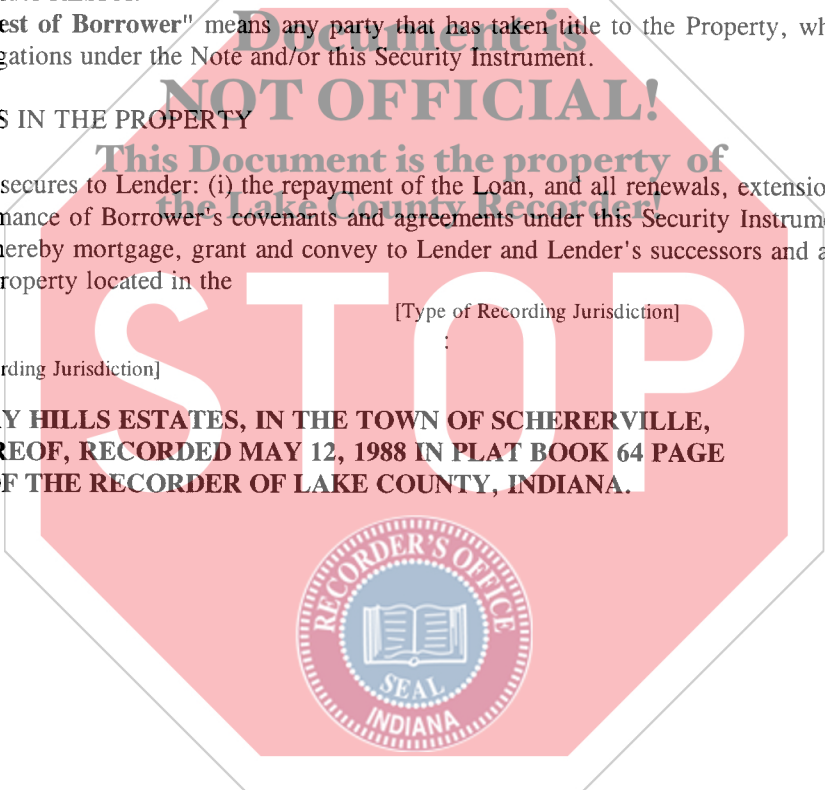 est of Borrower" means any party that has taken title to the Property, wh
Document is
gations under the Note and/or this Security Instrument.
NOT OFFICIAL!
S IN THE PROPERTY
This Document is the property of
secures to Lender: (i) the repayment of the Loan, and all renewals, extensio
the Lake County Recorder!
mance of Borrower's covenants and agreements under this Security Instrum
hereby mortgage, grant and convey to Lender and Lender's successors and a
roperty located in the
STOP
[Type of Recording Jurisdiction]
:
rding Jurisdiction]
Y HILLS ESTATES, IN THE TOWN OF SCHERERVILLE,
REOF, RECORDED MAY 12, 1988 IN PLAT BOOK 64 PAGE
F THE RECORDER OF LAKE COUNTY, INDIANA.
RECORDER'S OFFICE
SEAL
INDIANA